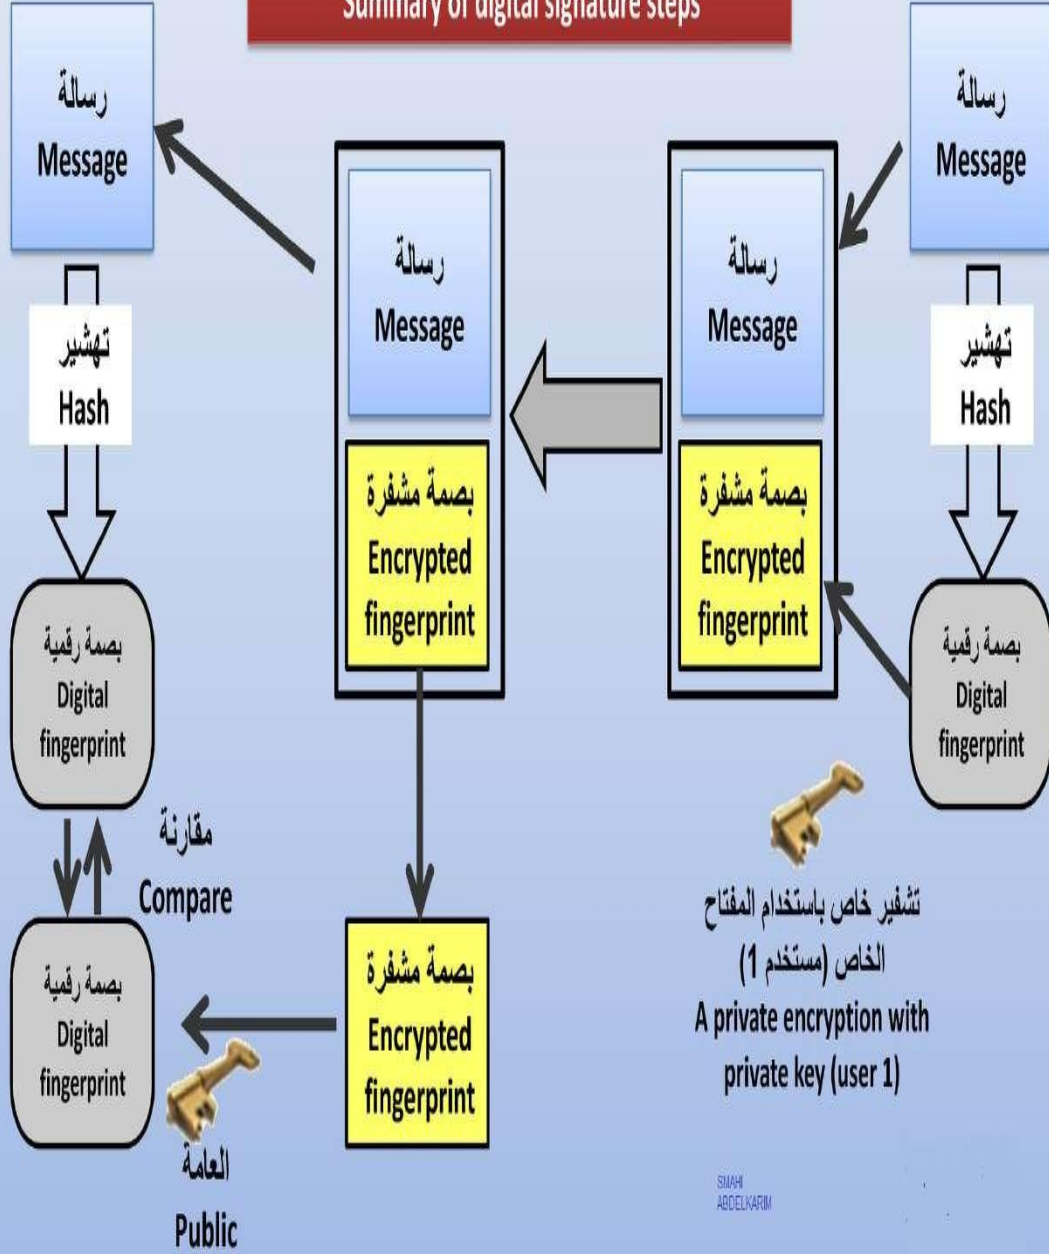 Summary of digital signature steps
رسالة
Message
رسالة
Message
رسالة
Message
رسالة
Message
تهشير
Hash
تهشير
Hash
بصمة مشفرة
Encrypted
fingerprint
بصمة مشفرة
Encrypted
fingerprint
بصمة رقمية
Digital
fingerprint
بصمة رقمية
Digital
fingerprint
مقارنة
Compare
تشفير خاص باستخدام المفتاح
الخاص (مستخدم 1)
A private encryption with
private key (user 1)
بصمة رقمية
Digital
fingerprint
بصمة مشفرة
Encrypted
fingerprint
العامة
Public
SMAHI
ABDELKARIM